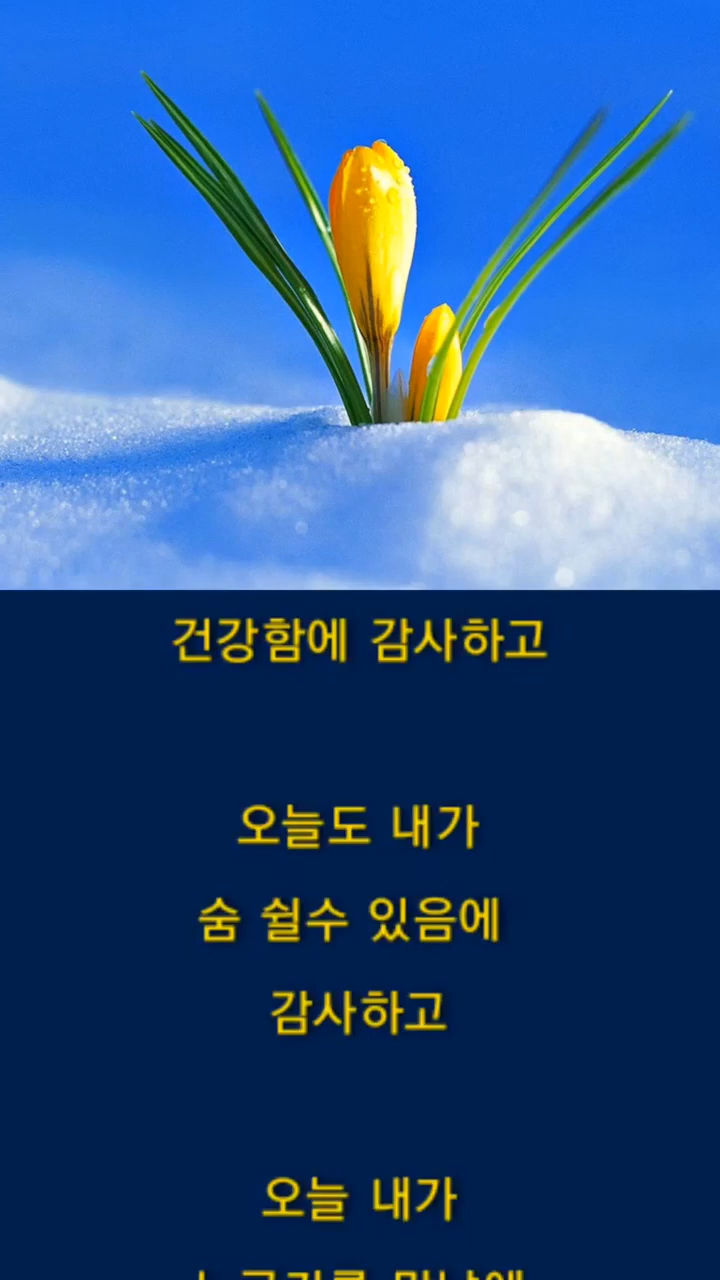 건강함에 감사하고
오늘도 내가
숨 쉴수 있음에
감사하고
오늘 내가